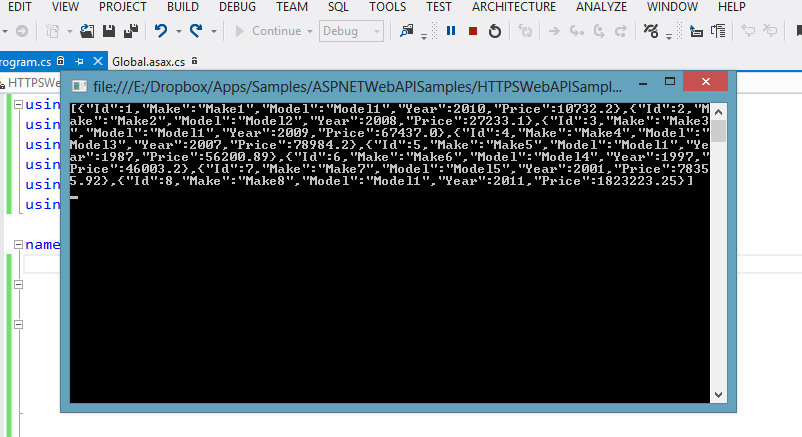 EDIT VIEW PROJECT BUILD DEBUG TEAM SQL TOOLS TEST ARCHITECTURE ANALYZE WINDOW HELP
Continue Debug
rogram.cs Global.asax.cs
HTTPSWe
file:///E:/Dropbox/Apps/Samples/ASPNETWebAPISamples/HTTPSWebAPISampl...
[{"Id":1,"Make":"Make1","Model":"Model1","Year":2010,"Price":10732.2},{"Id":2,"M
ake":"Make2","Model":"Model2","Year":2008,"Price":27233.1},{"Id":3,"Make":"Make3
","Model":"Model1","Year":2009,"Price":67437.0},{"Id":4,"Make":"Make4","Model":"
Model3","Year":2007,"Price":78984.2},{"Id":5,"Make":"Make5","Model":"Model1","Ye
ar":1987,"Price":56200.89},{"Id":6,"Make":"Make6","Model":"Model4","Year":1997,"
Price":46003.2},{"Id":7,"Make":"Make7","Model":"Model5","Year":2001,"Price":7835
5.92},{"Id":8,"Make":"Make8","Model":"Model1","Year":2011,"Price":1823223.25}]
usin
usin
usin
usin
usin
usin
name